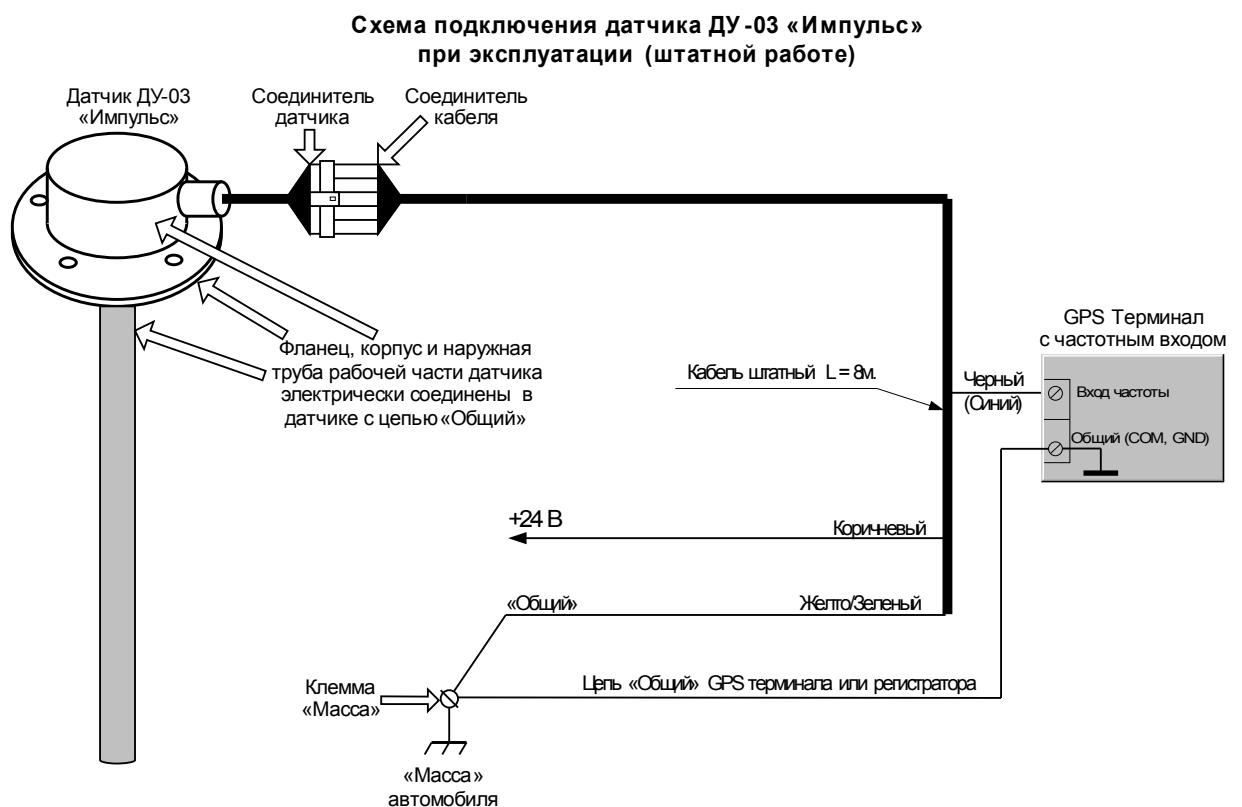 Схема подключения датчика ДУ-03 «Импульс»
при эксплуатации (штатной работе)
Датчик ДУ-03
«Импульс»
Соединитель
датчика
Соединитель
кабеля
Фланец, корпус и наружная
труба рабочей части датчика
электрически соединены в
датчике с цепью «Общий»
GPS Терминал
с частотным входом
Кабель штатный L = 8м.
Черный
(Синий)
Вход частоты
Общий (COM, GND)
+24 В
Коричневый
«Общий»
Желто/Зеленый
Клемма
«Масса»
Цепь «Общий» GPS терминала или регистратора
«Масса»
автомобиля